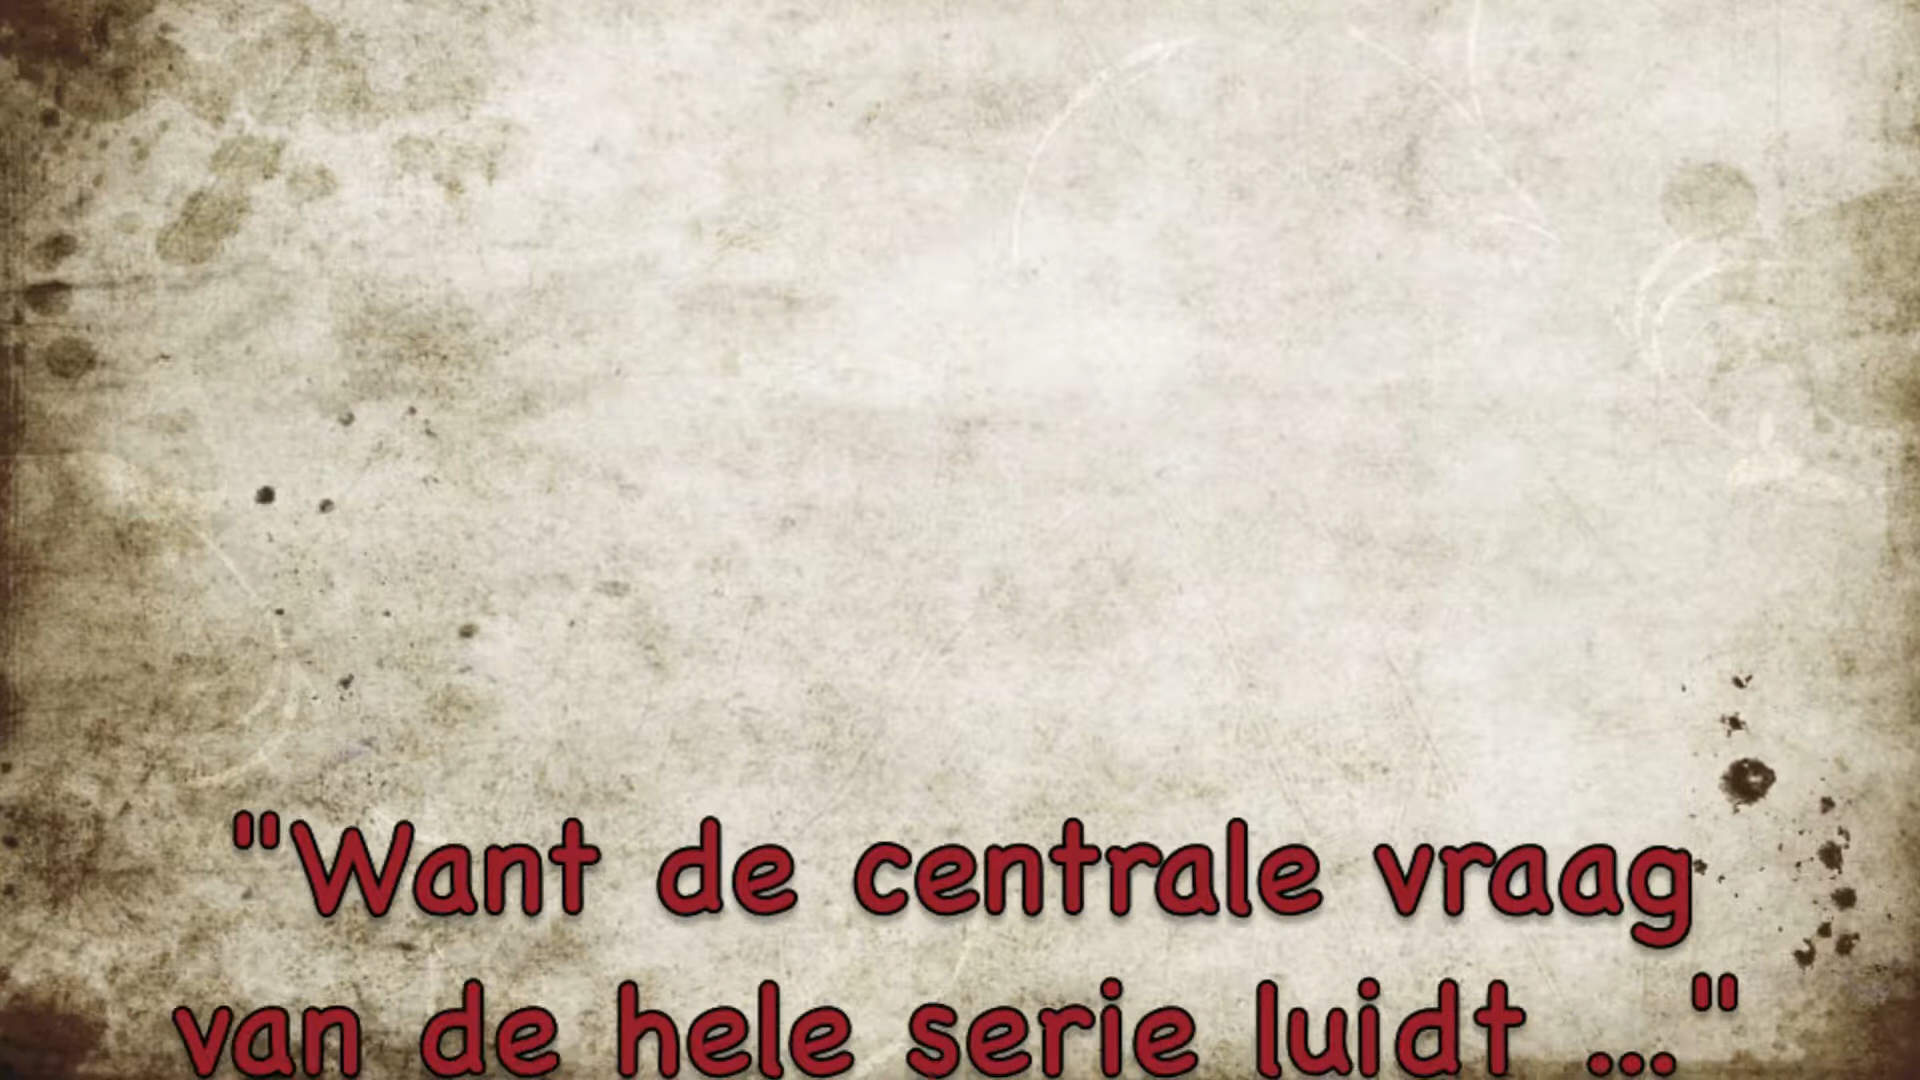 "Want de centrale vraag
van de hele serie luidt ..."